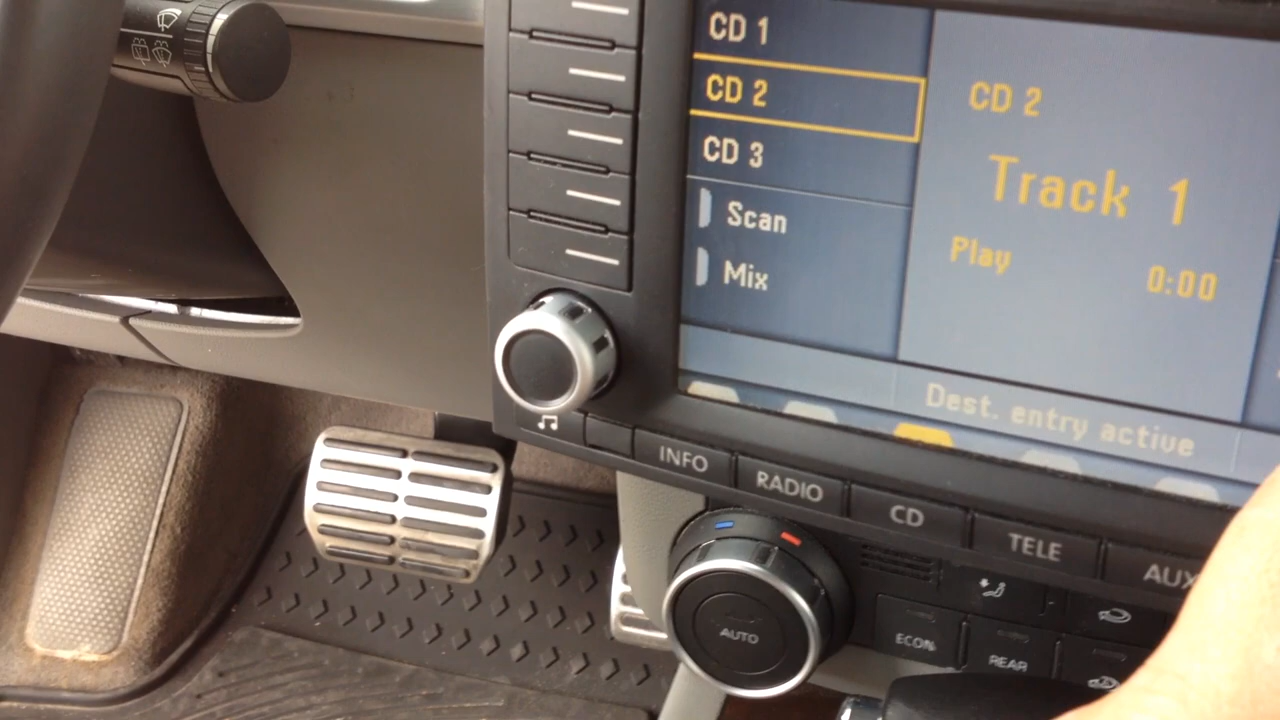 CD 1
CD 2
CD 3
Scan
Mix
CD 2
Track 1
Play 0:00
Dest. entry active
INFO
RADIO
CD
TELE
AUX
AUTO
ECON
REAR